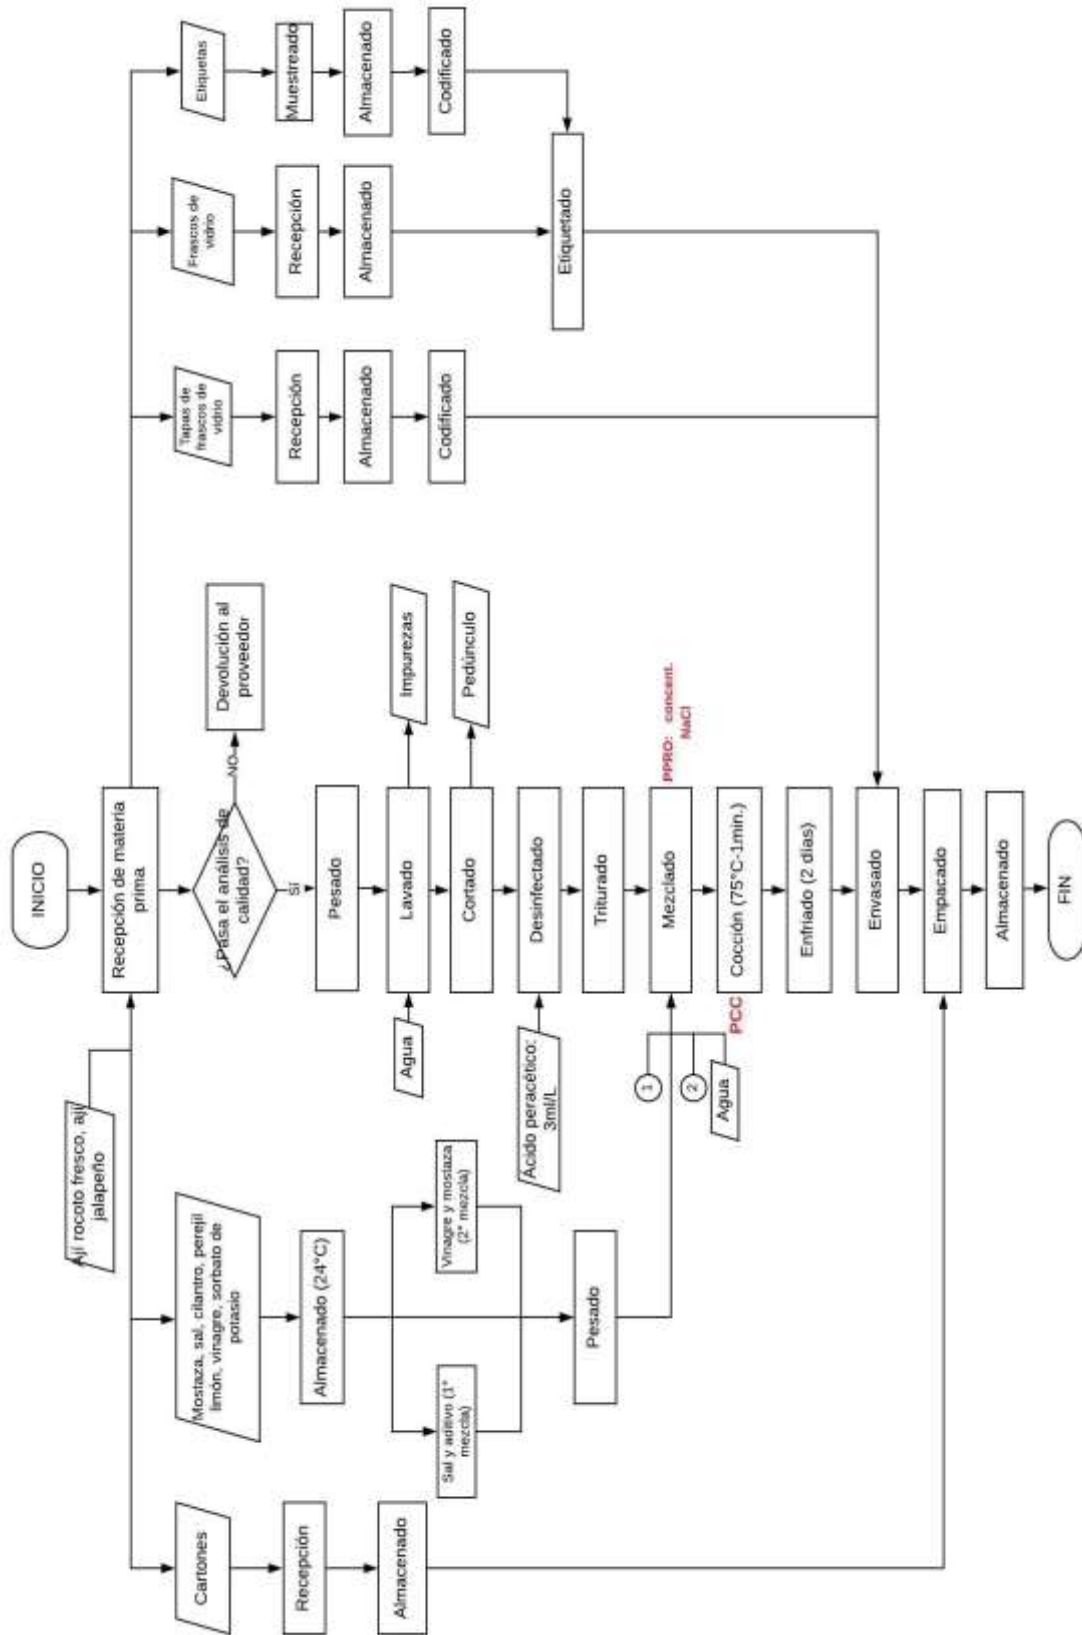 INICIO
Recepción de materia
prima
Ají rocoto fresco, ají
jalapeño
¿Pasa el análisis de
calidad?
NO
Devolución al
proveedor
SÍ
Pesado
Agua
Lavado
Impurezas
Cortado
Pedúnculo
Ácido peracético:
3ml/L
Desinfectado
Triturado
Mezclado
PPRO: concent.
NaCl
1
2
Agua
PCC
Cocción (75°C-1min.)
Enfriado (2 días)
Envasado
Empacado
Almacenado
FIN
Cartones
Recepción
Almacenado
Mostaza, sal, cilantro, perejil
limón, vinagre, sorbato de
potasio
Almacenado (24°C)
Sal y aditivo (1°
mezcla)
Vinagre y mostaza
(2° mezcla)
Pesado
Tapas de
frascos de
vidrio
Recepción
Almacenado
Codificado
Frascos de
vidrio
Recepción
Almacenado
Etiquetas
Muestreado
Almacenado
Codificado
Etiquetado